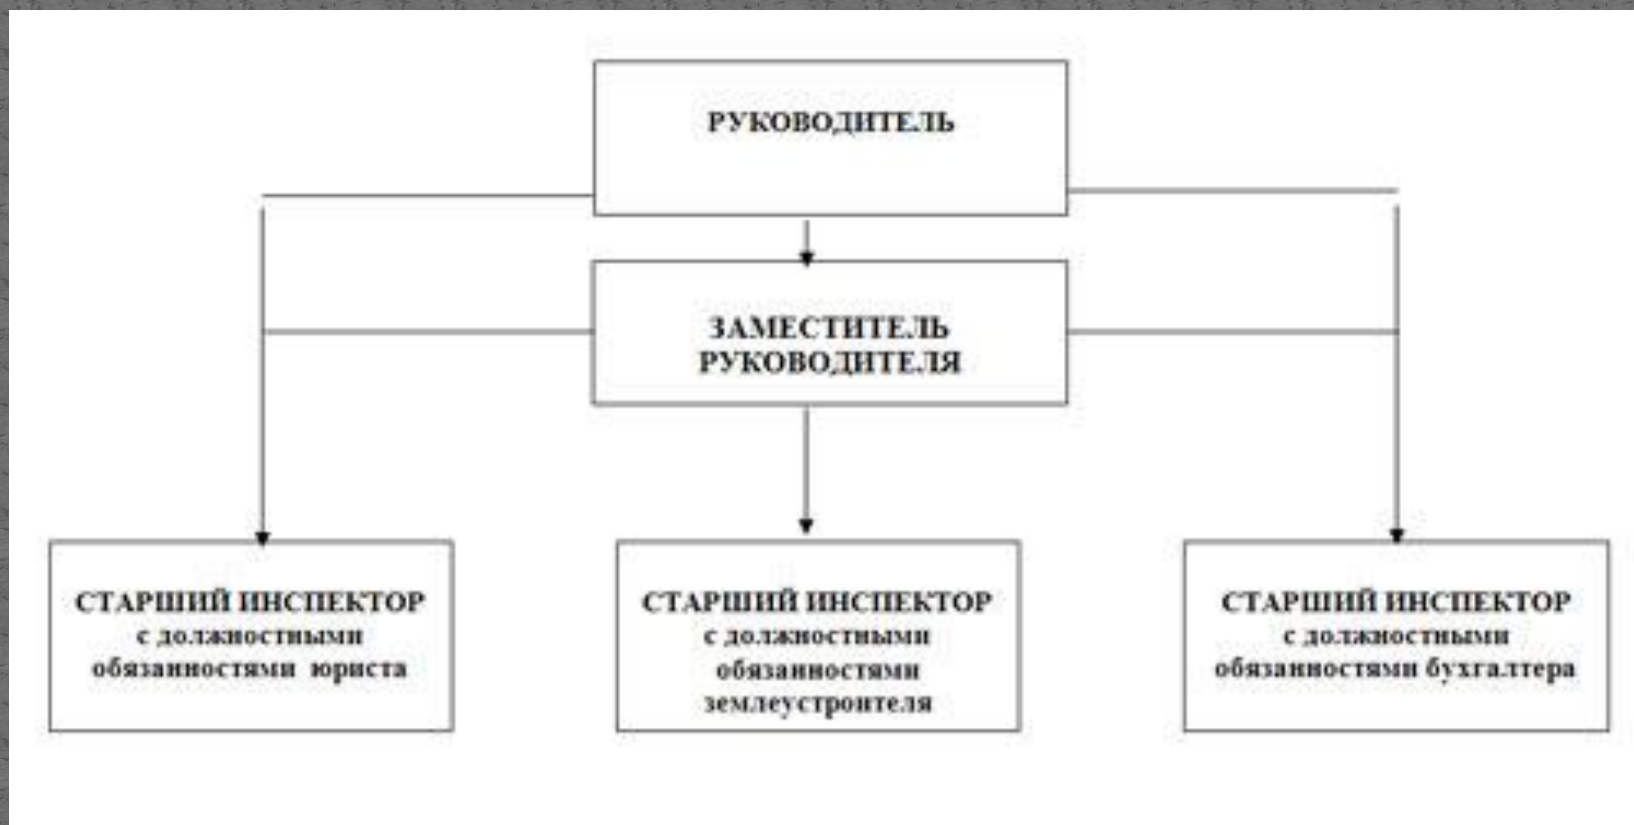 РУКОВОДИТЕЛЬ
ЗАМЕСТИТЕЛЬ
РУКОВОДИТЕЛЯ
СТАРШИЙ ИНСПЕКТОР
с должностными
обязанностями юриста
СТАРШИЙ ИНСПЕКТОР
с должностными
обязанностями
землеустроителя
СТАРШИЙ ИНСПЕКТОР
с должностными
обязанностями бухгалтера